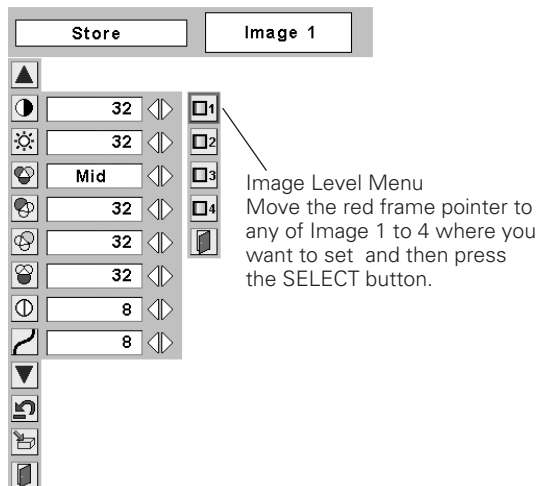 Store
Image 1
32
1
32
2
Mid
3
32
4
32
32
8
8
Image Level Menu
Move the red frame pointer to
any of Image 1 to 4 where you
want to set and then press
the SELECT button.